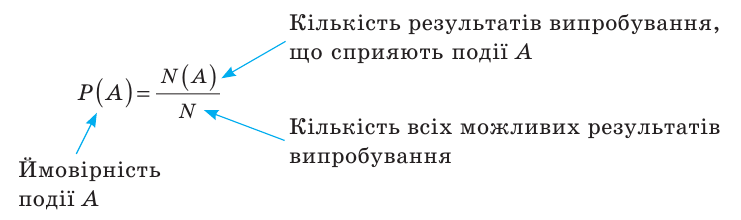 Кількість результатів випробування,
що сприяють події A
P(A)=N(A)/N
Кількість всіх можливих результатів
випробування
Ймовірність
події A